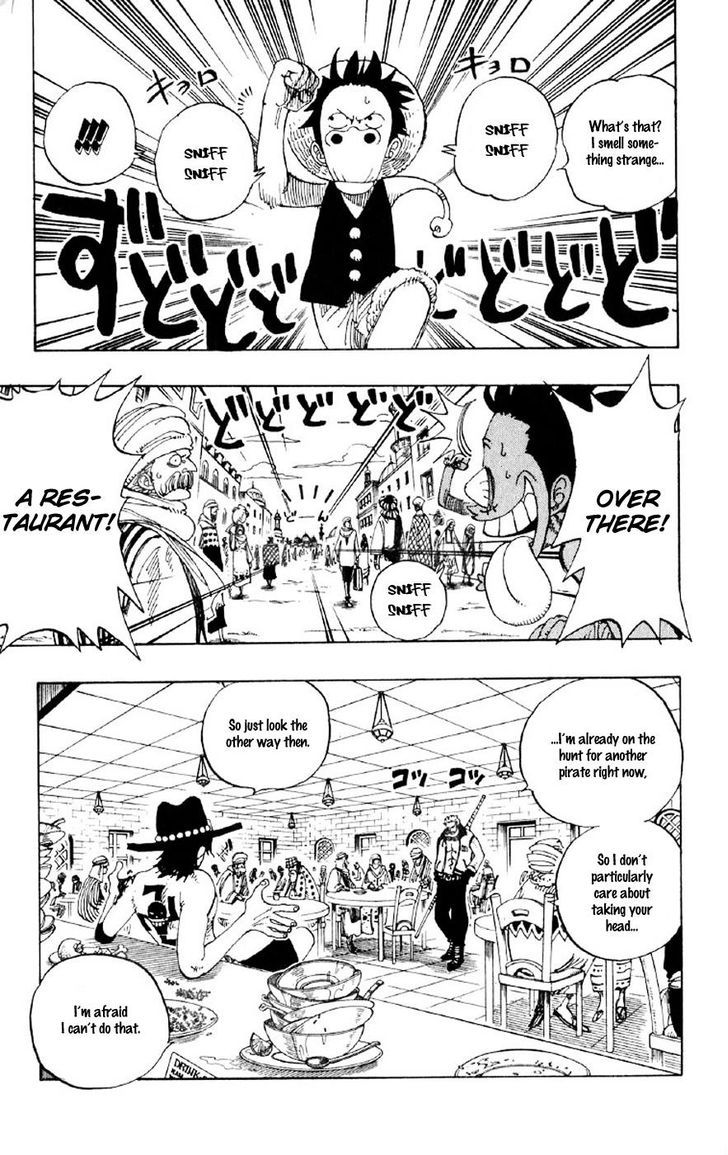 What's that?
I smell some-
thing strange...
キョロ
SNIFF
SNIFF
キョロ
SNIFF
SNIFF
!!!
どどどど
ずどどど
OVER
THERE!
どどどどど
SNIFF
SNIFF
A RES-
TAURANT!
...I'm already on the
hunt for another
pirate right now,
So I don't
particularly
care about
taking your
head...
コッ コッ
So just look the
other way then.
I'm afraid
I can't do that.
DRINK